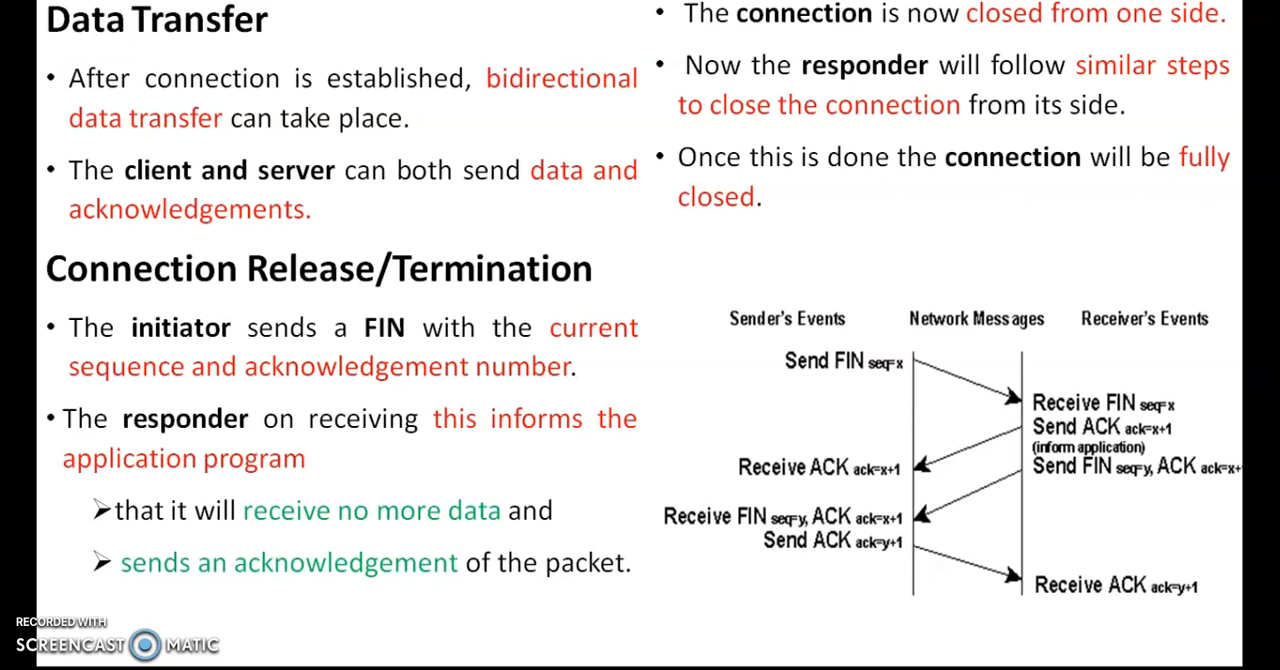 Data Transfer
• After connection is established, bidirectional
data transfer can take place.
• The client and server can both send data and
acknowledgements.
Connection Release/Termination
• The initiator sends a FIN with the current
sequence and acknowledgement number.
• The responder on receiving this informs the
application program
➢that it will receive no more data and
➢ sends an acknowledgement of the packet.
• The connection is now closed from one side.
• Now the responder will follow similar steps
to close the connection from its side.
• Once this is done the connection will be fully
closed.
Sender's Events Network Messages Receiver's Events
Send FIN seq=x
Receive FIN seq=x
Send ACK ack=x+1
(inform application)
Receive ACK ack=x+1
Send FIN seq=y, ACK ack=x+
Receive FIN seq=y, ACK ack=x+1
Send ACK ack=y+1
Receive ACK ack=y+1
RECORDED WITH
SCREENCAST MATIC